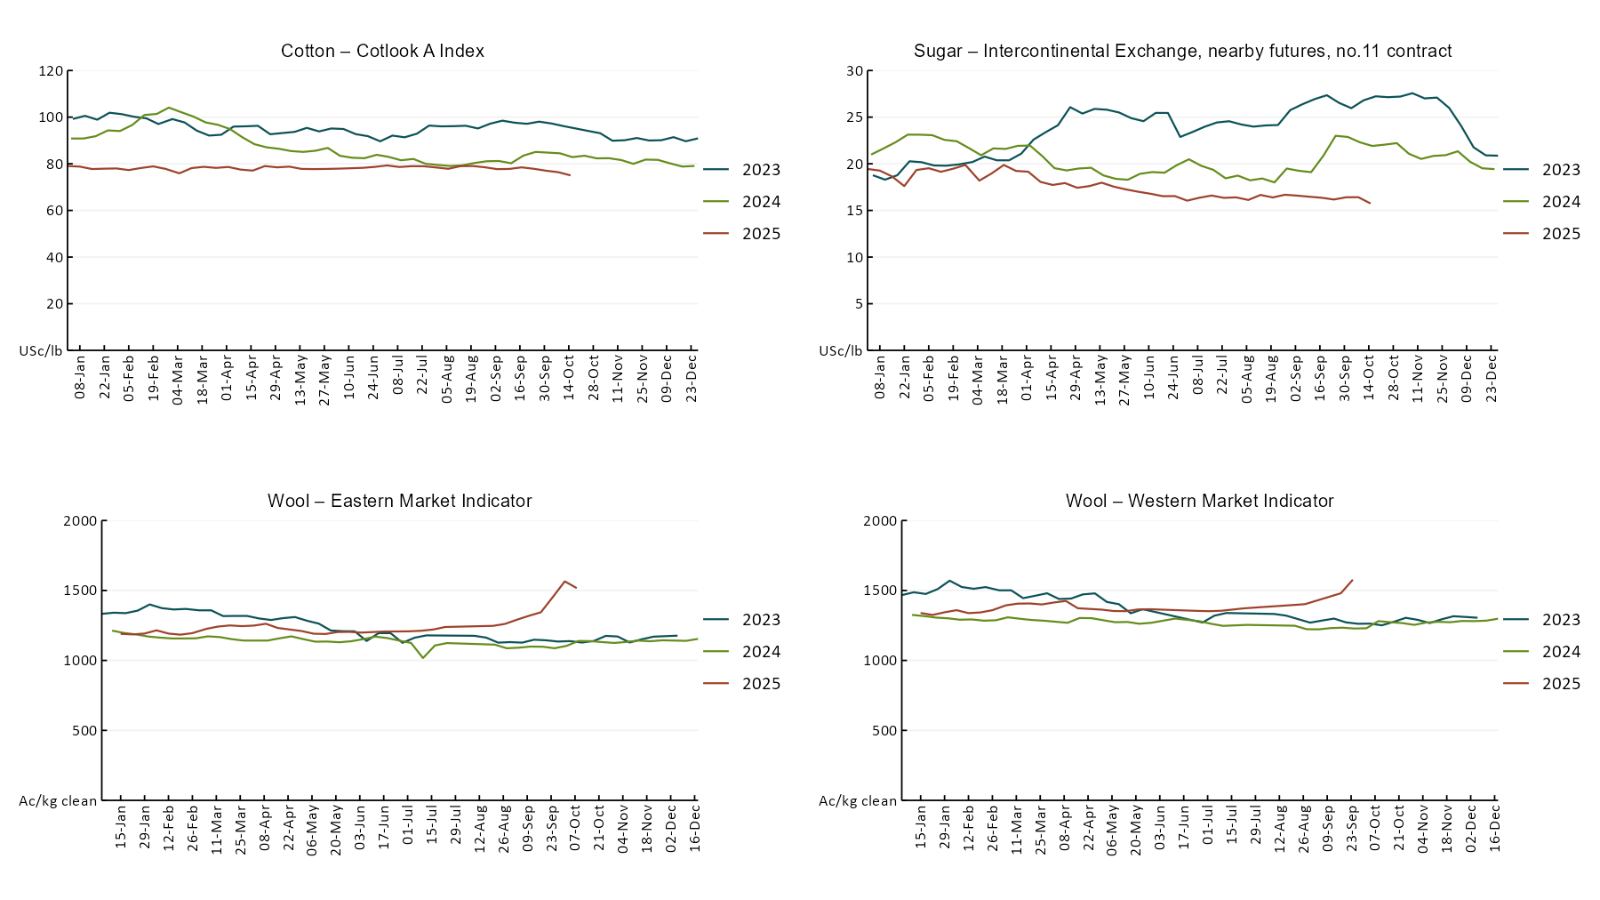 Cotton – Cotlook A Index
120
100
80
60
40
20
USc/lb
08-Jan
22-Jan
05-Feb
19-Feb
04-Mar
18-Mar
01-Apr
15-Apr
29-Apr
13-May
27-May
10-Jun
24-Jun
08-Jul
22-Jul
05-Aug
19-Aug
02-Sep
16-Sep
30-Sep
14-Oct
28-Oct
11-Nov
25-Nov
09-Dec
23-Dec
2023
2024
2025
Sugar – Intercontinental Exchange, nearby futures, no.11 contract
30
25
20
15
10
5
USc/lb
08-Jan
22-Jan
05-Feb
19-Feb
04-Mar
18-Mar
01-Apr
15-Apr
29-Apr
13-May
27-May
10-Jun
24-Jun
08-Jul
22-Jul
05-Aug
19-Aug
02-Sep
16-Sep
30-Sep
14-Oct
28-Oct
11-Nov
25-Nov
09-Dec
23-Dec
2023
2024
2025
Wool – Eastern Market Indicator
2000
1500
1000
500
Ac/kg clean
15-Jan
29-Jan
12-Feb
26-Feb
11-Mar
25-Mar
08-Apr
22-Apr
06-May
20-May
03-Jun
17-Jun
01-Jul
15-Jul
29-Jul
12-Aug
26-Aug
09-Sep
23-Sep
07-Oct
21-Oct
04-Nov
18-Nov
02-Dec
16-Dec
2023
2024
2025
Wool – Western Market Indicator
2000
1500
1000
500
Ac/kg clean
15-Jan
29-Jan
12-Feb
26-Feb
11-Mar
25-Mar
08-Apr
22-Apr
06-May
20-May
03-Jun
17-Jun
01-Jul
15-Jul
29-Jul
12-Aug
26-Aug
09-Sep
23-Sep
07-Oct
21-Oct
04-Nov
18-Nov
02-Dec
16-Dec
2023
2024
2025